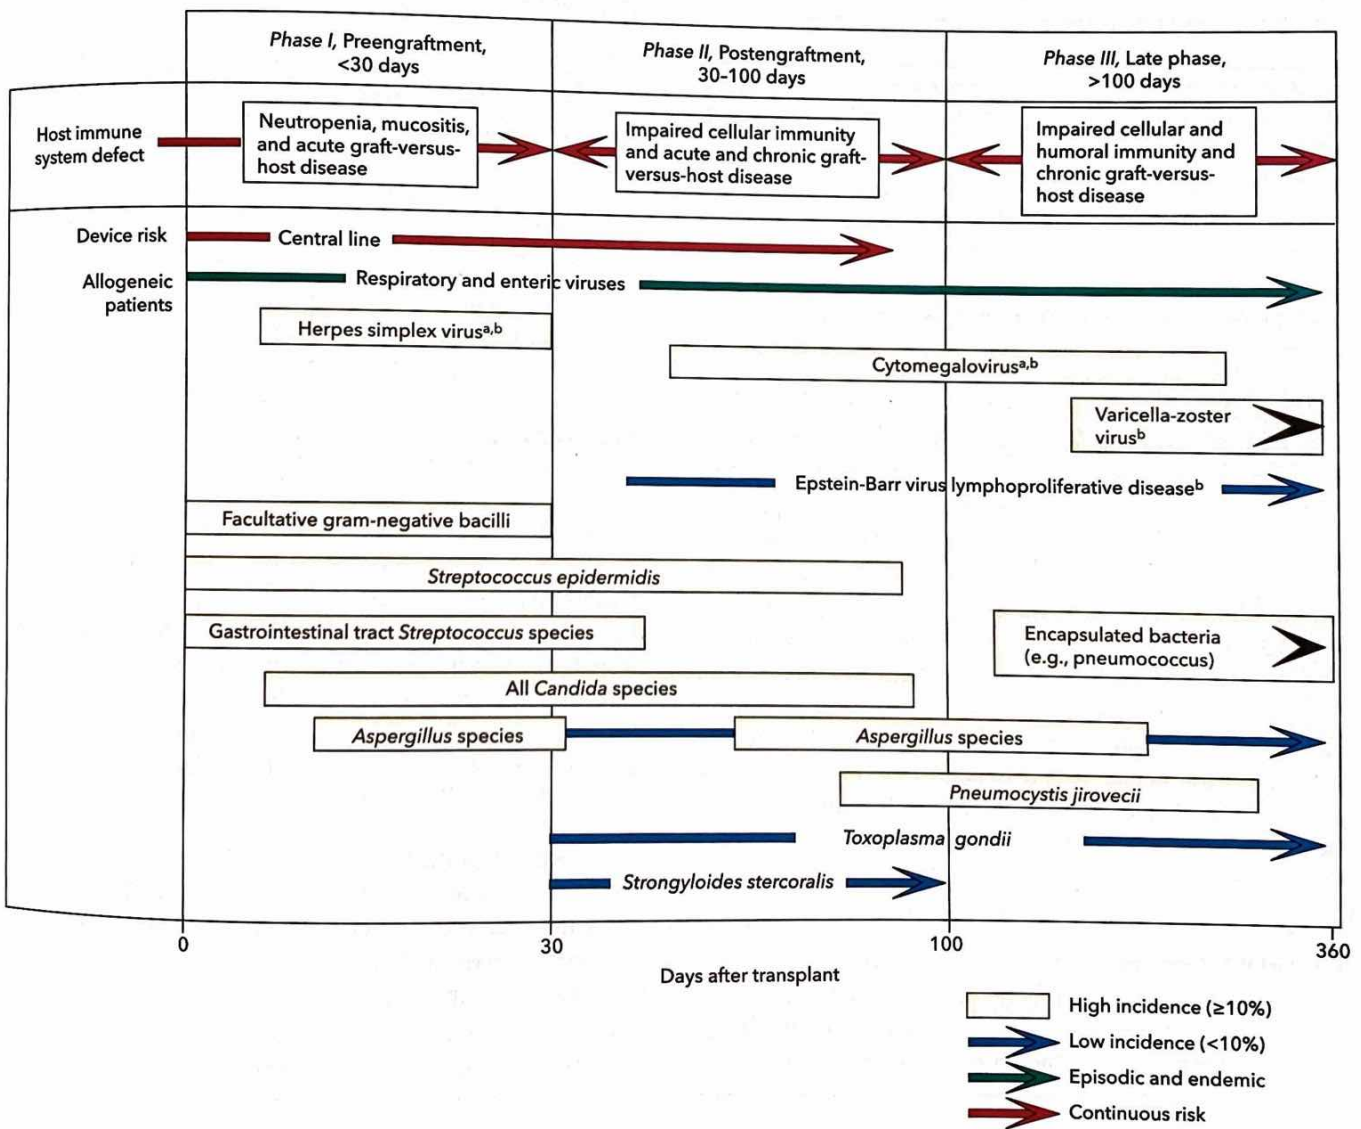 Phase I, Preengraftment,
<30 days
Phase II, Postengraftment,
30–100 days
Phase III, Late phase,
>100 days
Host immune
system defect
Neutropenia, mucositis,
and acute graft-versus-
host disease
Impaired cellular immunity
and acute and chronic graft-
versus-host disease
Impaired cellular and
humoral immunity and
chronic graft-versus-
host disease
Device risk
Central line
Allogeneic
patients
Respiratory and enteric viruses
Herpes simplex virusa,b
Cytomegalovirusa,b
Varicella-zoster
virusb
Epstein-Barr virus lymphoproliferative diseaseb
Facultative gram-negative bacilli
Streptococcus epidermidis
Gastrointestinal tract Streptococcus species
Encapsulated bacteria
(e.g., pneumococcus)
All Candida species
Aspergillus species
Aspergillus species
Pneumocystis jirovecii
Toxoplasma gondii
Strongyloides stercoralis
0
30
100
360
Days after transplant
High incidence (≥10%)
Low incidence (<10%)
Episodic and endemic
Continuous risk